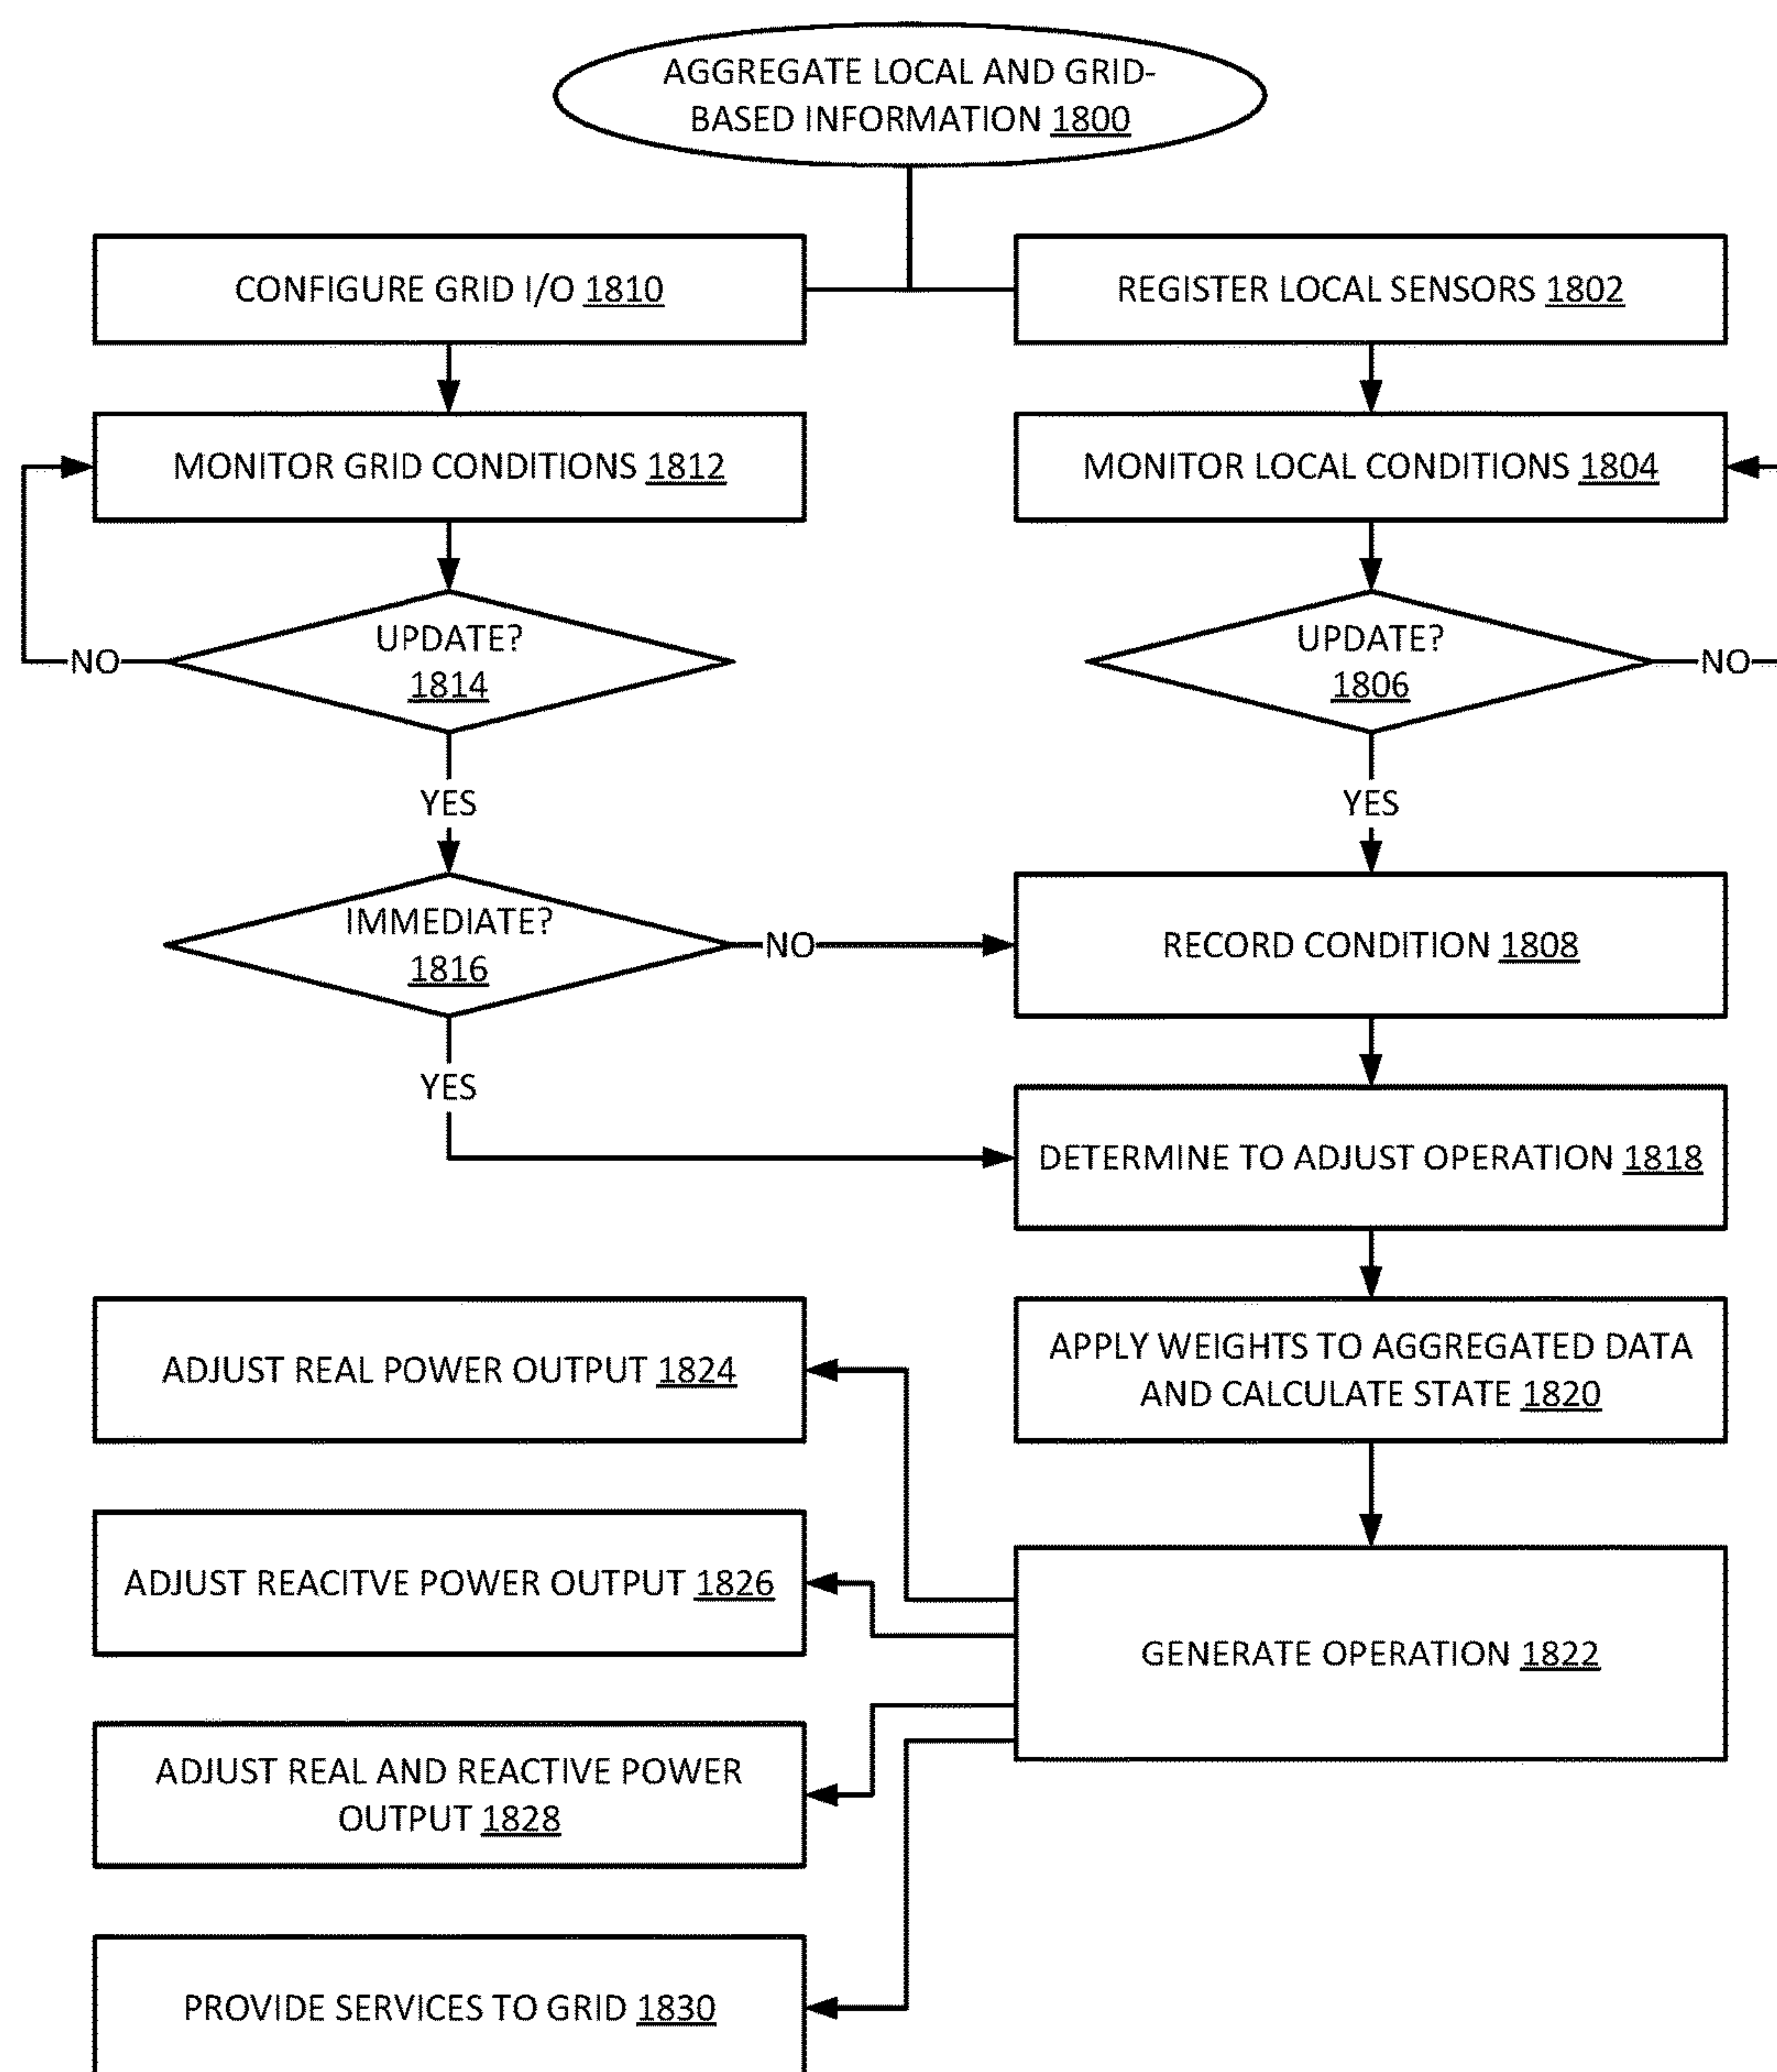 AGGREGATE LOCAL AND GRID-
BASED INFORMATION 1800
CONFIGURE GRID I/O 1810
REGISTER LOCAL SENSORS 1802
MONITOR GRID CONDITIONS 1812
MONITOR LOCAL CONDITIONS 1804
UPDATE?
1814
NO
UPDATE?
1806
NO
YES
YES
IMMEDIATE?
1816
NO
RECORD CONDITION 1808
YES
DETERMINE TO ADJUST OPERATION 1818
APPLY WEIGHTS TO AGGREGATED DATA
AND CALCULATE STATE 1820
ADJUST REAL POWER OUTPUT 1824
ADJUST REACITVE POWER OUTPUT 1826
GENERATE OPERATION 1822
ADJUST REAL AND REACTIVE POWER
OUTPUT 1828
PROVIDE SERVICES TO GRID 1830